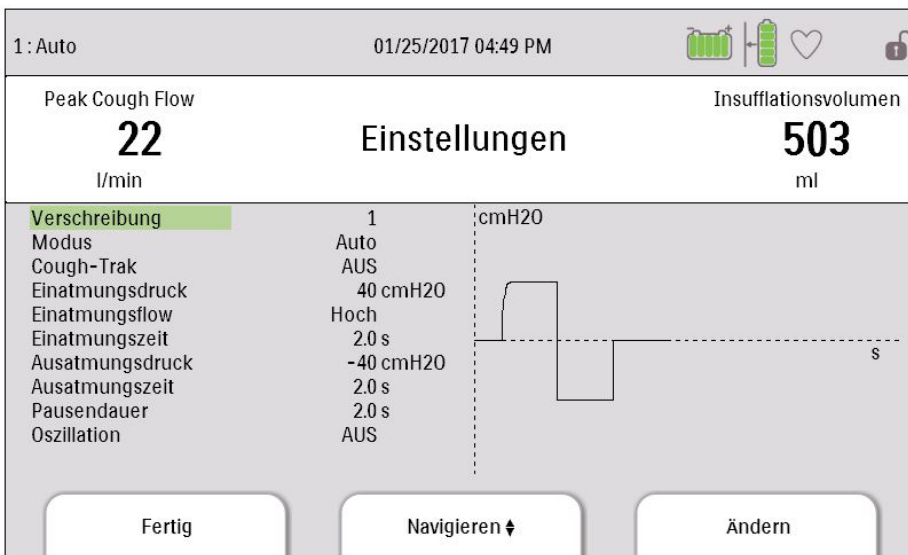 1 : Auto 01/25/2017 04:49 PM
Peak Cough Flow
22
l/min
Einstellungen
Insufflationsvolumen
503
ml
Verschreibung 1
Modus Auto
Cough-Trak AUS
Einatmungsdruck 40 cmH2O
Einatmungsflow Hoch
Einatmungszeit 2.0 s
Ausatmungsdruck -40 cmH2O
Ausatmungszeit 2.0 s
Pausendauer 2.0 s
Oszillation AUS
cmH2O
s
Fertig Navigieren Ändern